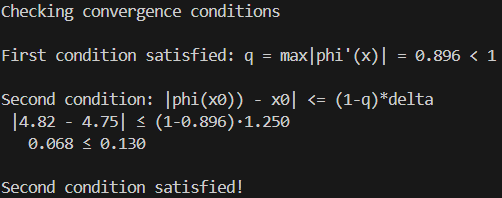 Checking convergence conditions
First condition satisfied: q = max|phi'(x)| = 0.896 < 1
Second condition: |phi(x0)) - x0| <= (1-q)*delta
|4.82 - 4.75| ≤ (1-0.896)·1.250
0.068 ≤ 0.130
Second condition satisfied!